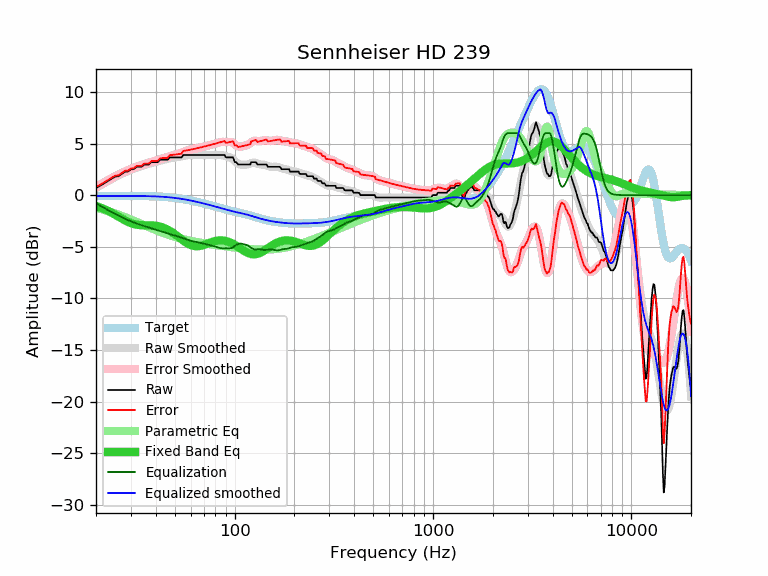 Sennheiser HD 239
Amplitude (dBr)
10
5
0
−5
−10
−15
−20
−25
−30
Target
Raw Smoothed
Error Smoothed
Raw
Error
Parametric Eq
Fixed Band Eq
Equalization
Equalized smoothed
100 1000 10000
Frequency (Hz)